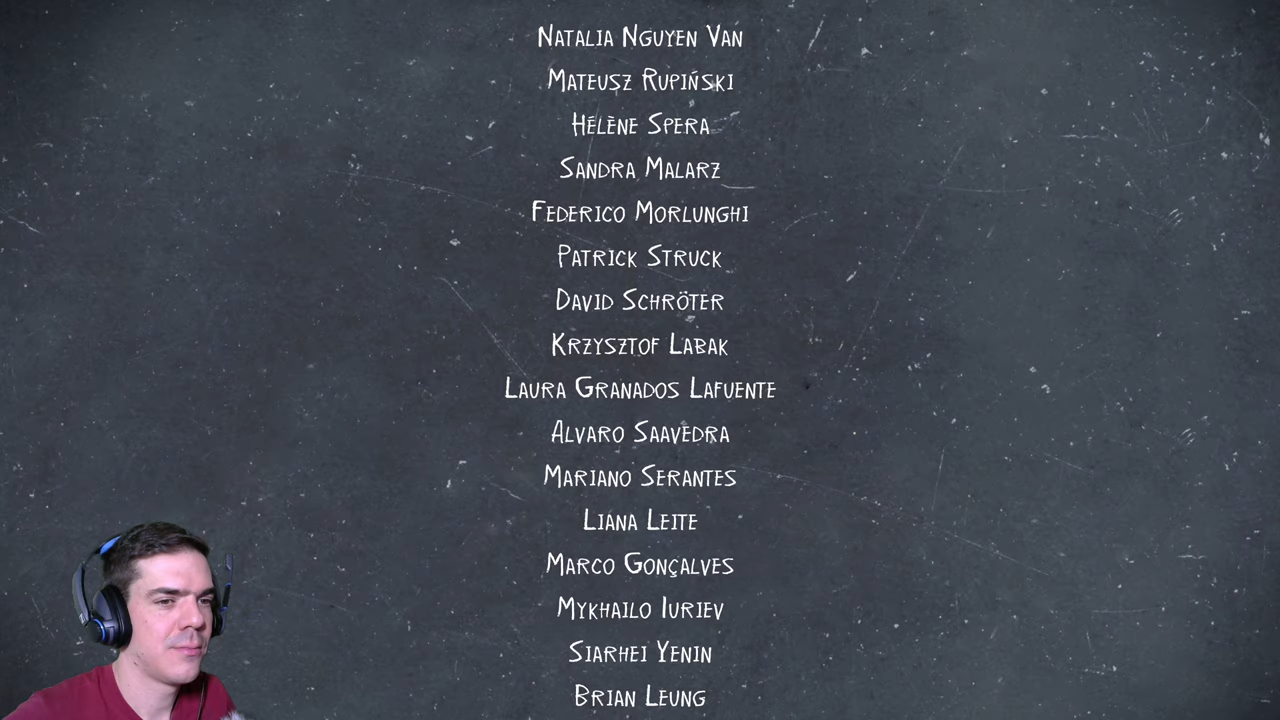 Natalia Nguyen Van
Mateusz Rupiński
Hélène Spera
Sandra Malarz
Federico Morlunghi
Patrick Struck
David Schröter
Krzysztof Labak
Laura Granados Lafuente
Alvaro Saavedra
Mariano Serantes
Liana Leite
Marco Gonçalves
Mykhailo Iuriev
Siarhei Yenin
Brian Leung